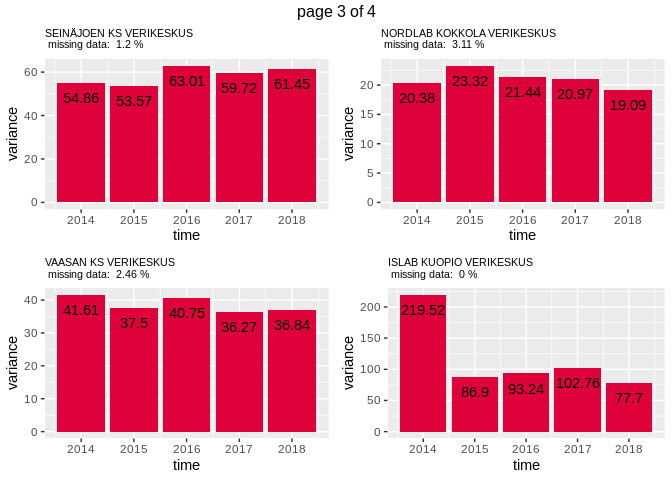 page 3 of 4
SEINÄJOEN KS VERIKESKUS
missing data: 1.2 %
variance
60
40
20
0
54.86
53.57
63.01
59.72
61.45
2014 2015 2016 2017 2018
time
NORDLAB KOKKOLA VERIKESKUS
missing data: 3.11 %
variance
20
15
10
5
0
20.38
23.32
21.44
20.97
19.09
2014 2015 2016 2017 2018
time
VAASAN KS VERIKESKUS
missing data: 2.46 %
variance
40
30
20
10
0
41.61
37.5
40.75
36.27
36.84
2014 2015 2016 2017 2018
time
ISLAB KUOPIO VERIKESKUS
missing data: 0 %
variance
200
150
100
50
0
219.52
86.9
93.24
102.76
77.7
2014 2015 2016 2017 2018
time